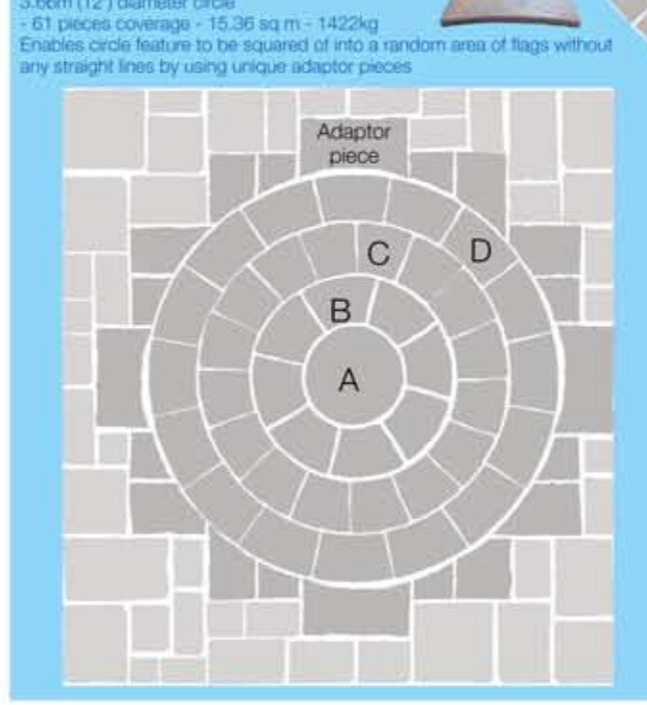 3.66m (12') diameter circle
- 61 pieces coverage - 15.36 sq m - 1422kg
Enables circle feature to be squared of into a random area of flags without
any straight lines by using unique adaptor pieces
Adaptor
piece
C
D
B
A